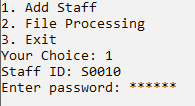 1. Add Staff
2. File Processing
3. Exit
Your Choice: 1
Staff ID: S0010
Enter password: ******